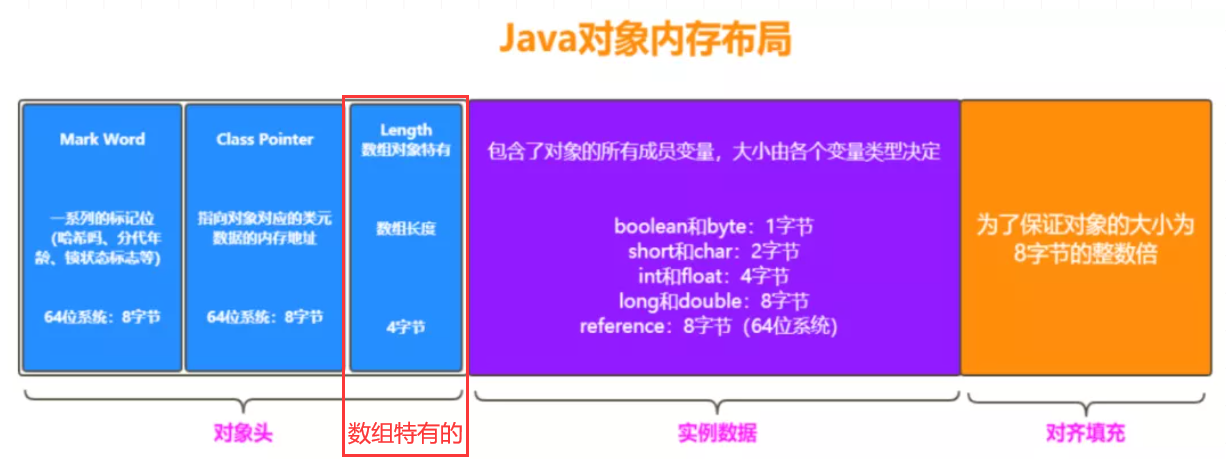 Java对象内存布局
Mark Word
一系列的标记位
(哈希吗、分代年
龄、锁状态标志等)
64位系统：8字节
Class Pointer
指向对象对应的类元
数据的内存地址
64位系统：8字节
Length
数组对象特有
数组长度
4字节
包含了对象的所有成员变量，大小由各个变量类型决定
boolean和byte：1字节
short和char：2字节
int和float：4字节
long和double：8字节
reference：8字节（64位系统）
为了保证对象的大小为
8字节的整数倍
对象头
数组特有的
实例数据
对齐填充